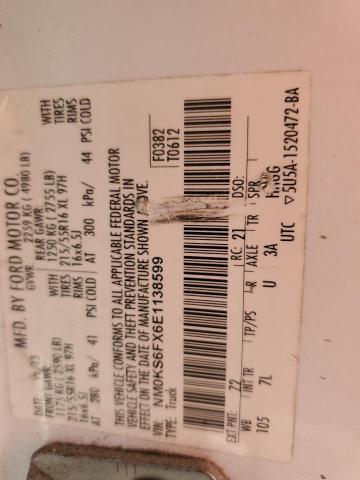 MFD. BY FORD MOTOR CO.
GVWR: 2259 KG ( 4980 LB)
FRONT GAWR: REAR GAWR:
1175 KG ( 2590 LB) WITH 1250 KG ( 2755 LB) WITH
215/55R16 XL 97H TIRES 215/55R16 XL 97H TIRES
16x6.5J RIMS 16x6.5J RIMS
AT 280 kPa/ 41 PSI COLD AT 300 kPa/ 44 PSI COLD
THIS VEHICLE CONFORMS TO ALL APPLICABLE FEDERAL MOTOR
VEHICLE SAFETY AND THEFT PREVENTION STANDARDS IN
EFFECT ON THE DATE OF MANUFACTURE SHOWN ABOVE.
VIN: NM0KS6FX6E1138599
TYPE: Truck
F0382
T0612
EXT PNT: Z2 RC: 21 DSO:
WB INT TR TP/PS R AXLE TR SPR
105 7L U 3A
UTC ▽5U5A-1520472-BA